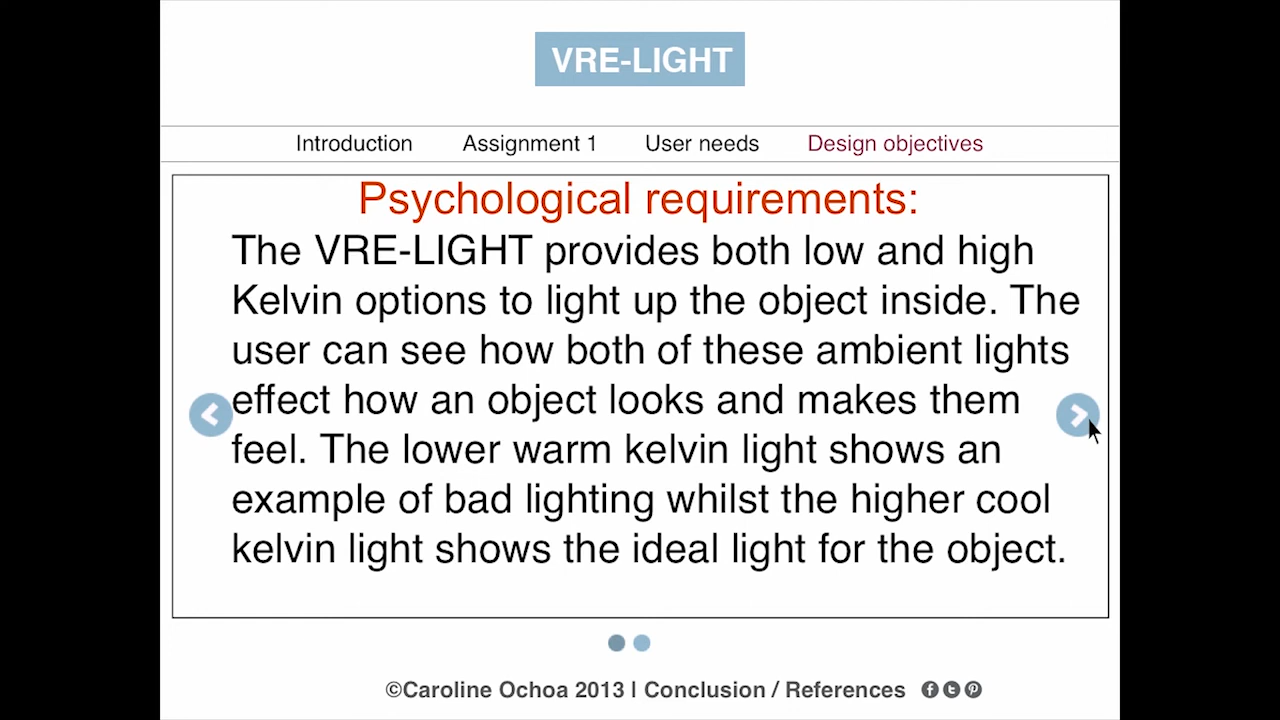 VRE-LIGHT
Introduction Assignment 1 User needs Design objectives
Psychological requirements:
The VRE-LIGHT provides both low and high
Kelvin options to light up the object inside. The
user can see how both of these ambient lights
effect how an object looks and makes them
feel. The lower warm kelvin light shows an
example of bad lighting whilst the higher cool
kelvin light shows the ideal light for the object.
©Caroline Ochoa 2013 | Conclusion / References